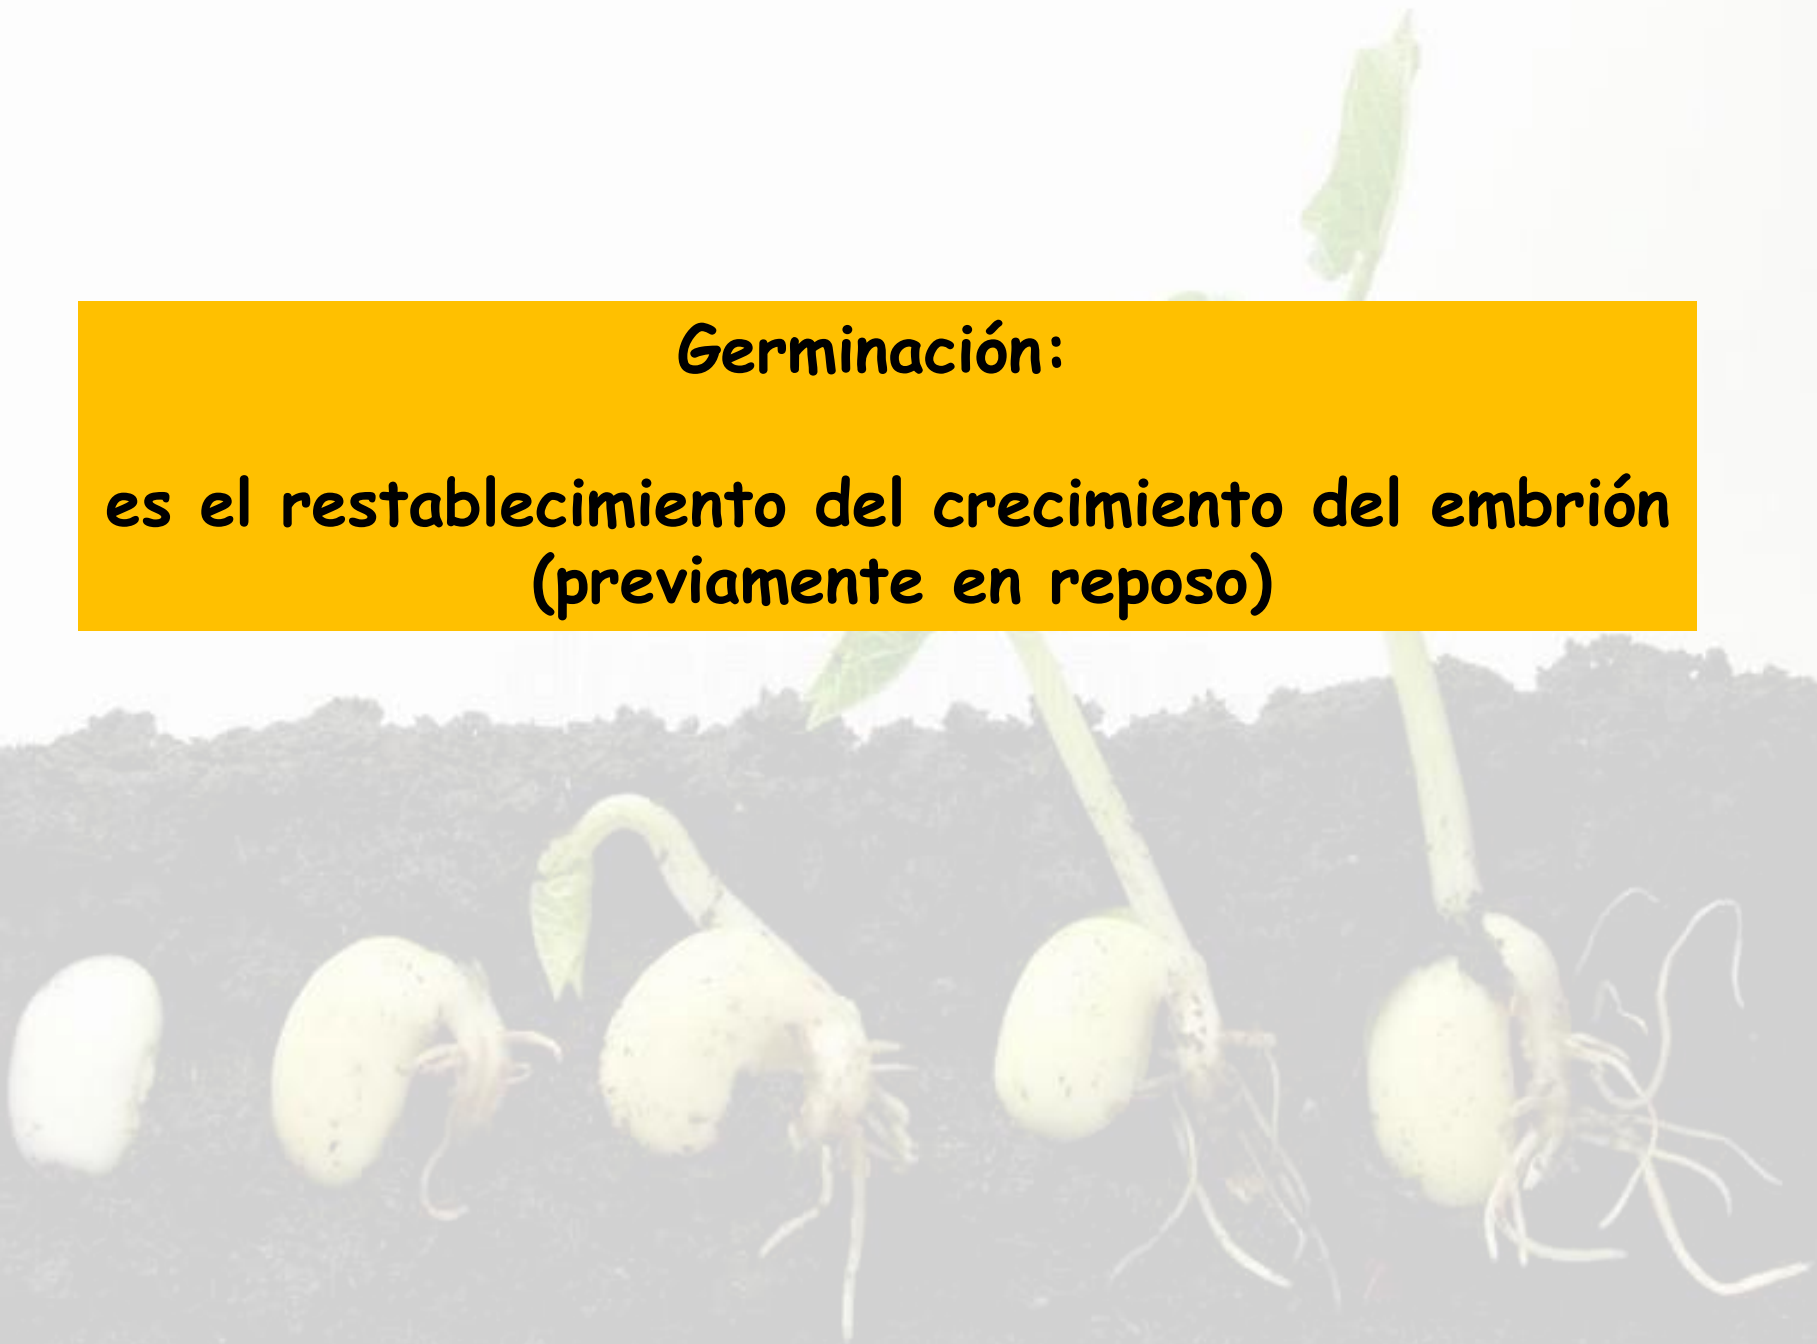 Germinación:
es el restablecimiento del crecimiento del embrión
(previamente en reposo)